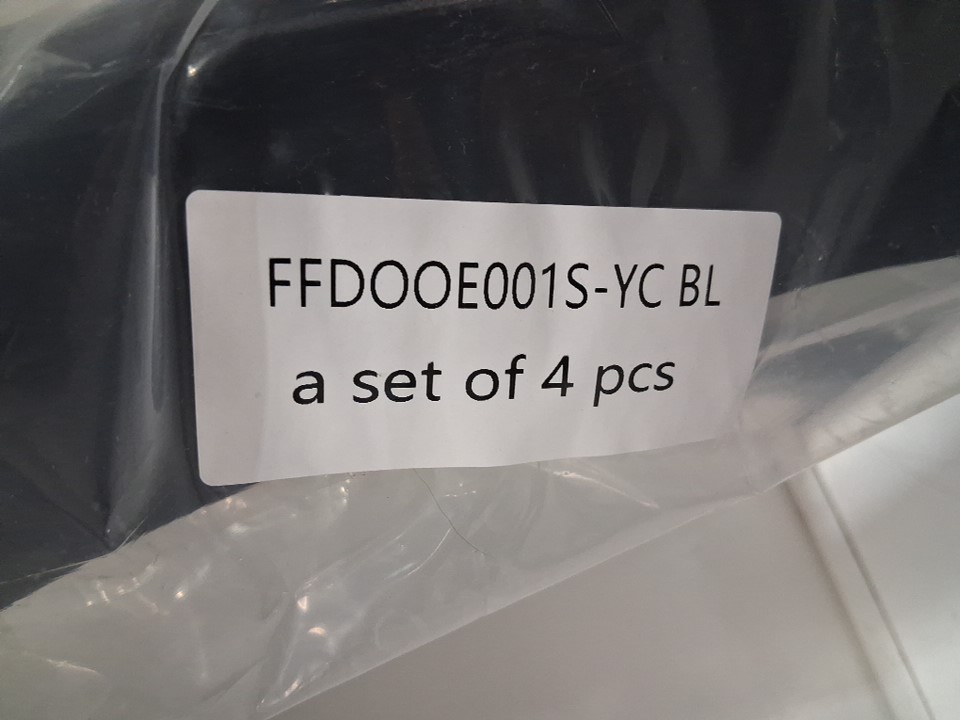 FFDOOE001S-YC BL
a set of 4 pcs